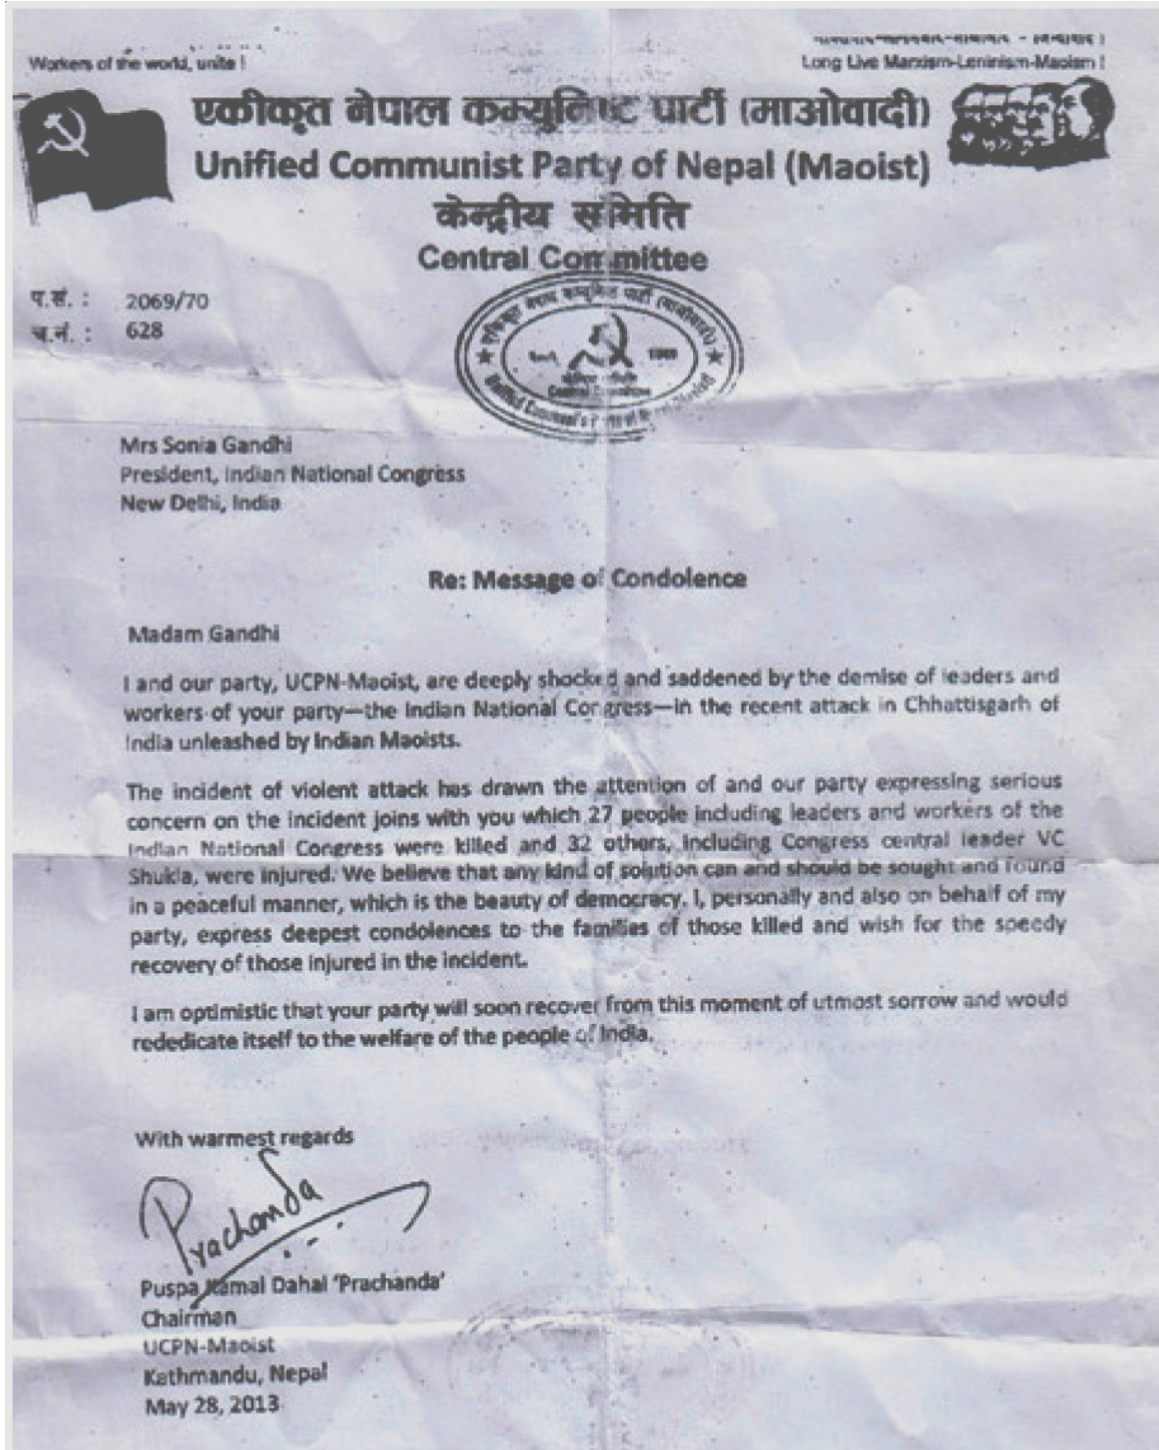 Workers of the world, unite !
Long Live Marxism-Leninism-Maoism !
एकीकृत नेपाल कम्युनिष्ट पार्टी (माओवादी)
Unified Communist Party of Nepal (Maoist)
केन्द्रीय समिति
Central Committee
प.सं. : 2069/70
च.नं. : 628
Mrs Sonia Gandhi
President, Indian National Congress
New Delhi, India
Re: Message of Condolence
Madam Gandhi
I and our party, UCPN-Maoist, are deeply shocked and saddened by the demise of leaders and
workers of your party—the Indian National Congress—in the recent attack in Chhattisgarh of
India unleashed by Indian Maoists.
The incident of violent attack has drawn the attention of and our party expressing serious
concern on the incident joins with you which 27 people including leaders and workers of the
Indian National Congress were killed and 32 others, including Congress central leader VC
Shukla, were injured. We believe that any kind of solution can and should be sought and found
in a peaceful manner, which is the beauty of democracy. I, personally and also on behalf of my
party, express deepest condolences to the families of those killed and wish for the speedy
recovery of those injured in the incident.
I am optimistic that your party will soon recover from this moment of utmost sorrow and would
rededicate itself to the welfare of the people of India.
With warmest regards
Prachanda
Puspa Kamal Dahal 'Prachanda'
Chairman
UCPN-Maoist
Kathmandu, Nepal
May 28, 2013